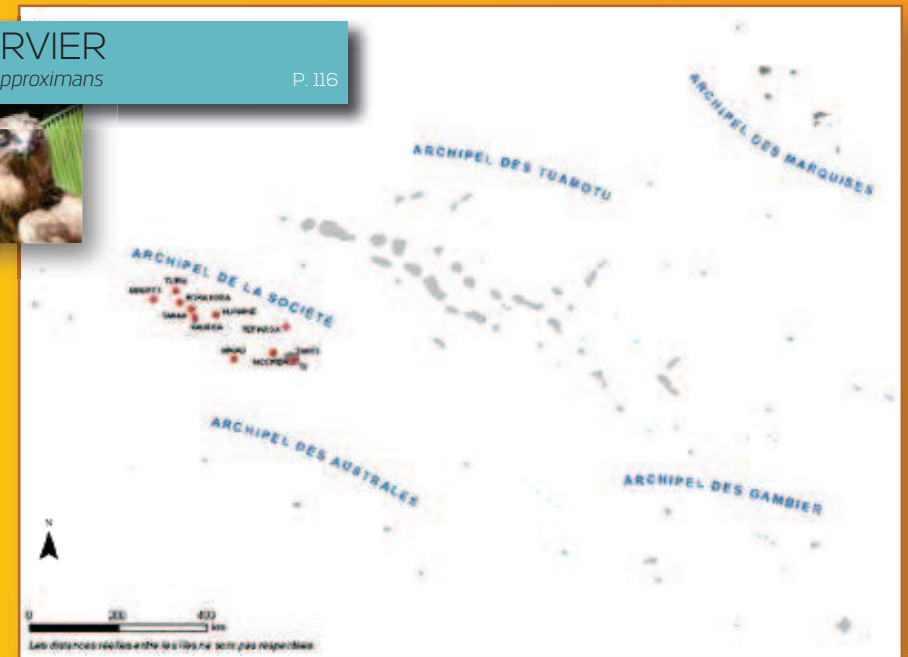 RVIER
pproximans
P. 116
ARCHIPEL DES MARQUISES
ARCHIPEL DES TUAMOTU
ARCHIPEL DE LA SOCIÉTÉ
TUPAI
BORA BORA
HUAHINE
TAHAA
RAIATEA
TETIAROA
TAHITI
MOOREA
ARCHIPEL DES AUSTRALES
ARCHIPEL DES GAMBIER
N
0 200 400
km
Les distances réelles entre les îles ne sont pas respectées